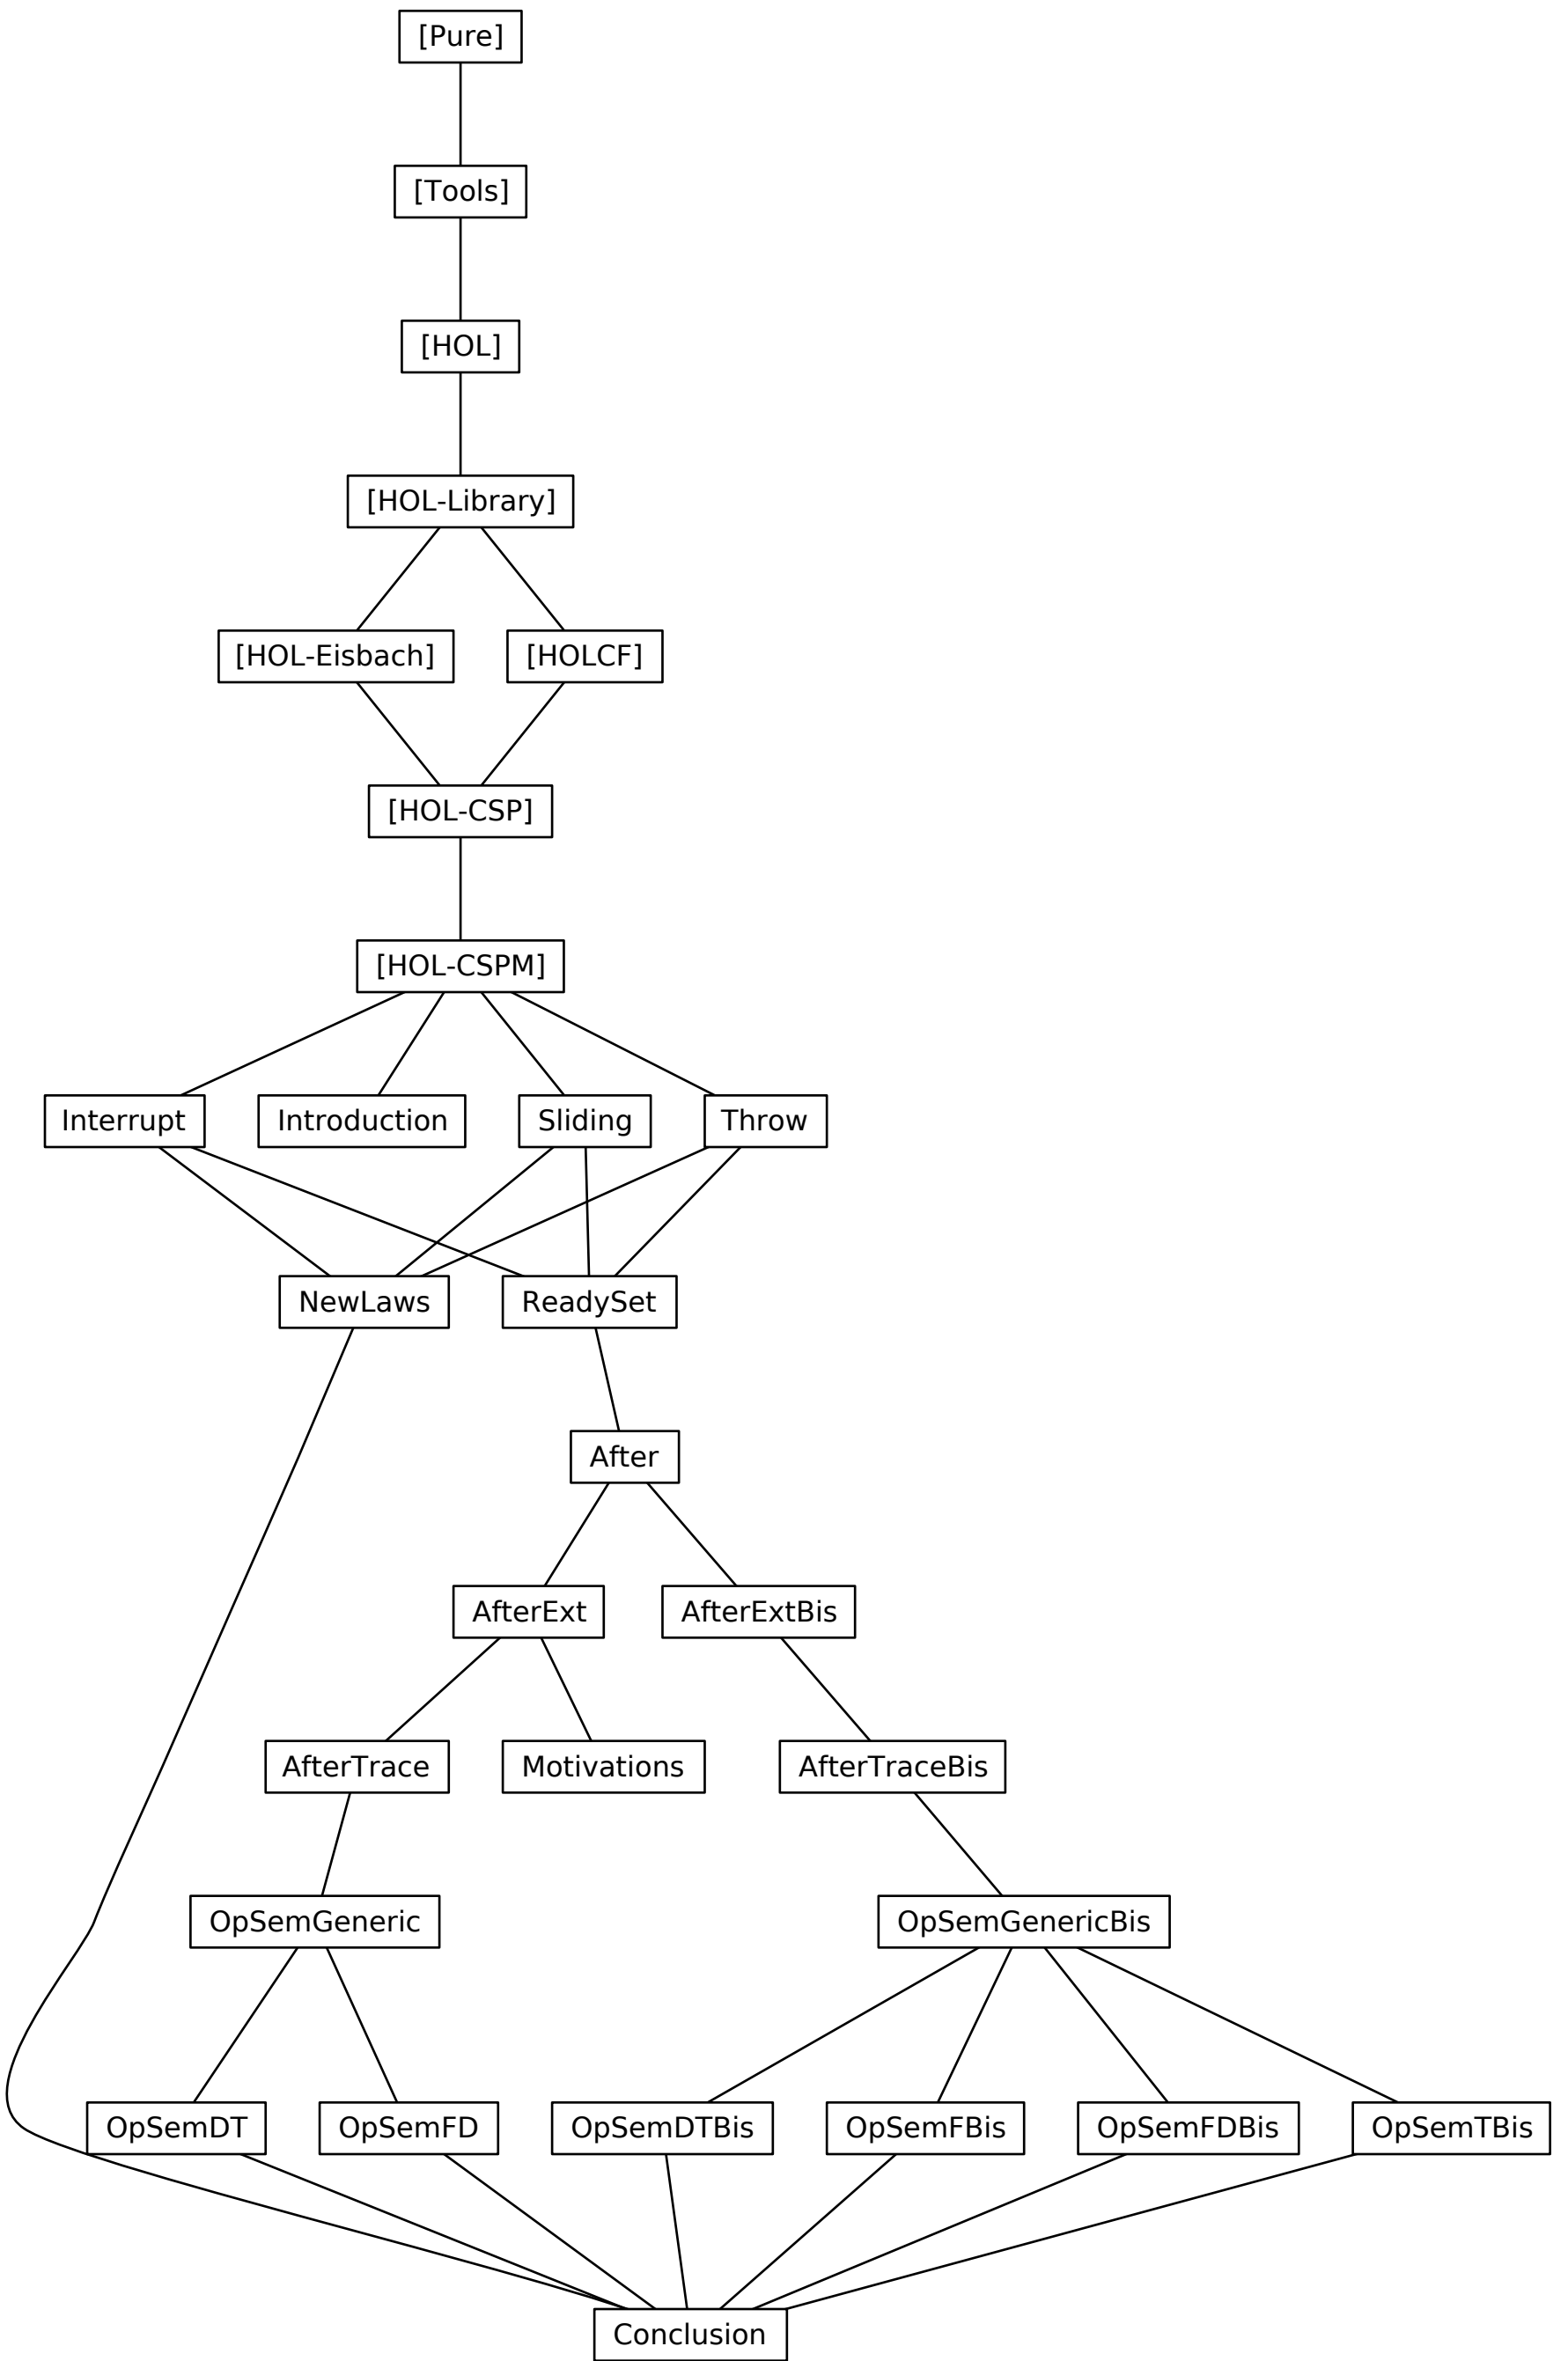 [Pure]
[Tools]
[HOL]
[HOL-Library]
[HOL-Eisbach]
[HOLCF]
[HOL-CSP]
[HOL-CSPM]
Interrupt
Introduction
Sliding
Throw
NewLaws
ReadySet
After
AfterExt
AfterExtBis
AfterTrace
Motivations
AfterTraceBis
OpSemGeneric
OpSemGenericBis
OpSemDT
OpSemFD
OpSemDTBis
OpSemFBis
OpSemFDBis
OpSemTBis
Conclusion